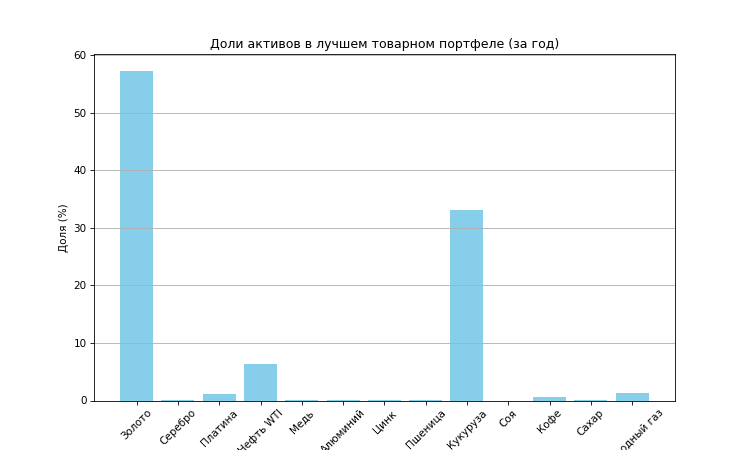 Доли активов в лучшем товарном портфеле (за год)
Доля (%)
60
50
40
30
20
10
0
Золото
Серебро
Платина
Нефть WTI
Медь
Алюминий
Цинк
Пшеница
Кукуруза
Соя
Кофе
Сахар
газ